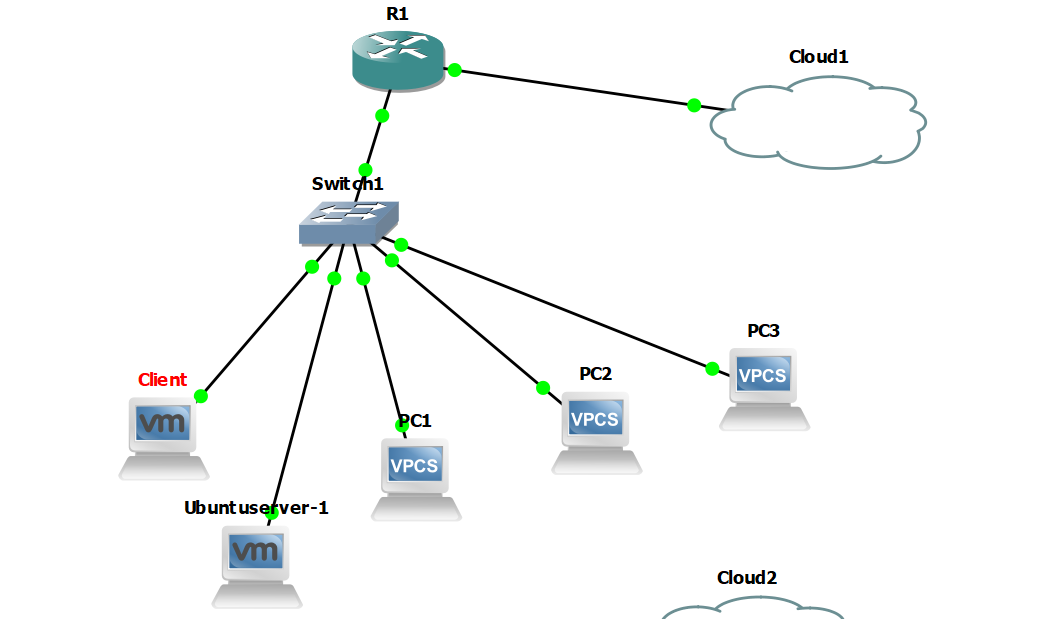 R1
Cloud1
Switch1
PC3
VPCS
Client
vm
PC2
VPCS
PC1
VPCS
Ubuntuserver-1
vm
Cloud2